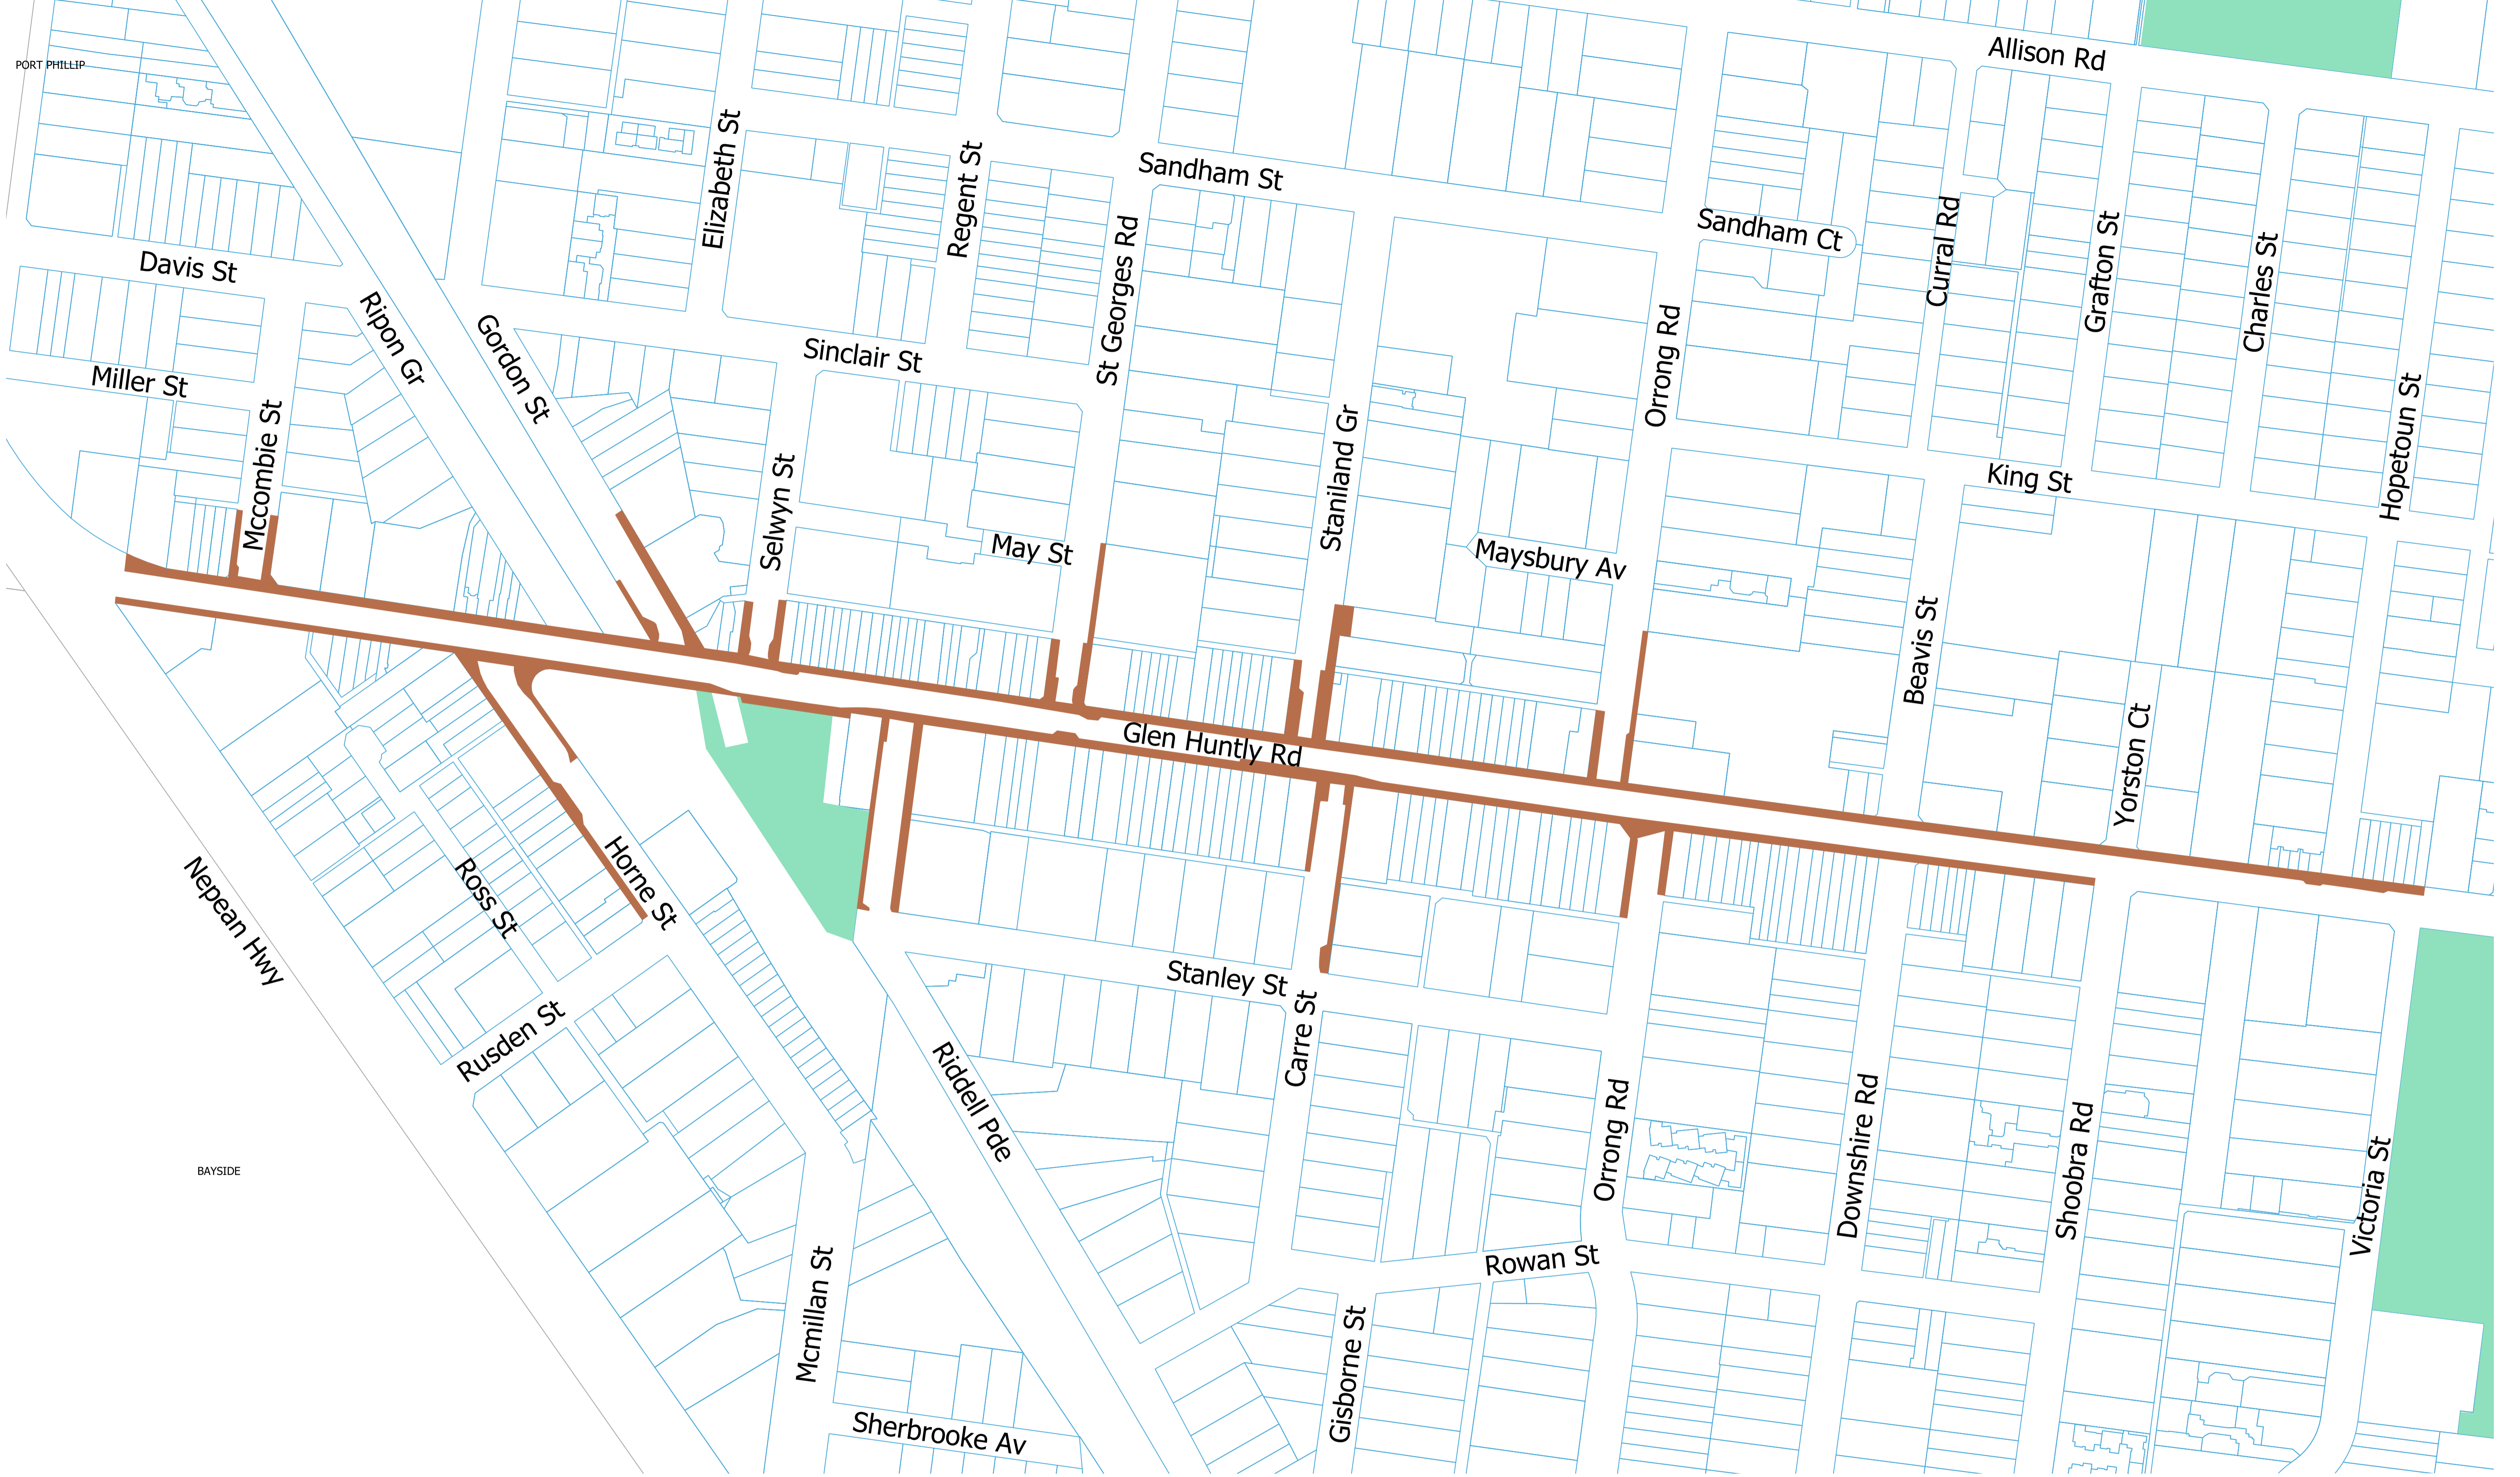 Allison Rd
PORT PHILLIP
Elizabeth St
Regent St
Sandham St
Sandham Ct
Curral Rd
Grafton St
Charles St
Davis St
St Georges Rd
Orrong Rd
Ripon Gr
Gordon St
Sinclair St
Miller St
Mccombie St
Staniland Gr
Hopetoun St
King St
Selwyn St
May St
Maysbury Av
Beavis St
Yorston Ct
Glen Huntly Rd
Horne St
Ross St
Nepean Hwy
Stanley St
Carre St
Rusden St
Riddell Pde
Orrong Rd
Downshire Rd
Shoobra Rd
Victoria St
BAYSIDE
Rowan St
Mcmillan St
Gisborne St
Sherbrooke Av